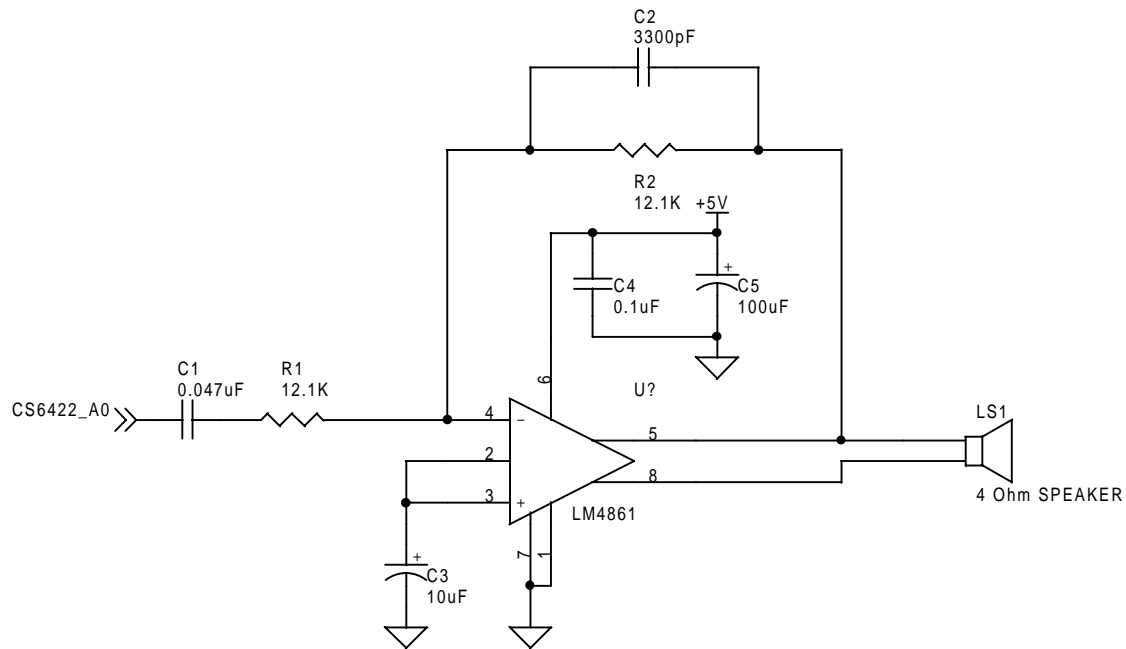 C2
3300pF
R2
12.1K
+5V
+
C4
0.1uF
C5
100uF
C1
0.047uF
R1
12.1K
CS6422_A0
6
U?
4
−
5
LS1
2
8
3
+
4 Ohm SPEAKER
LM4861
7
1
+
C3
10uF